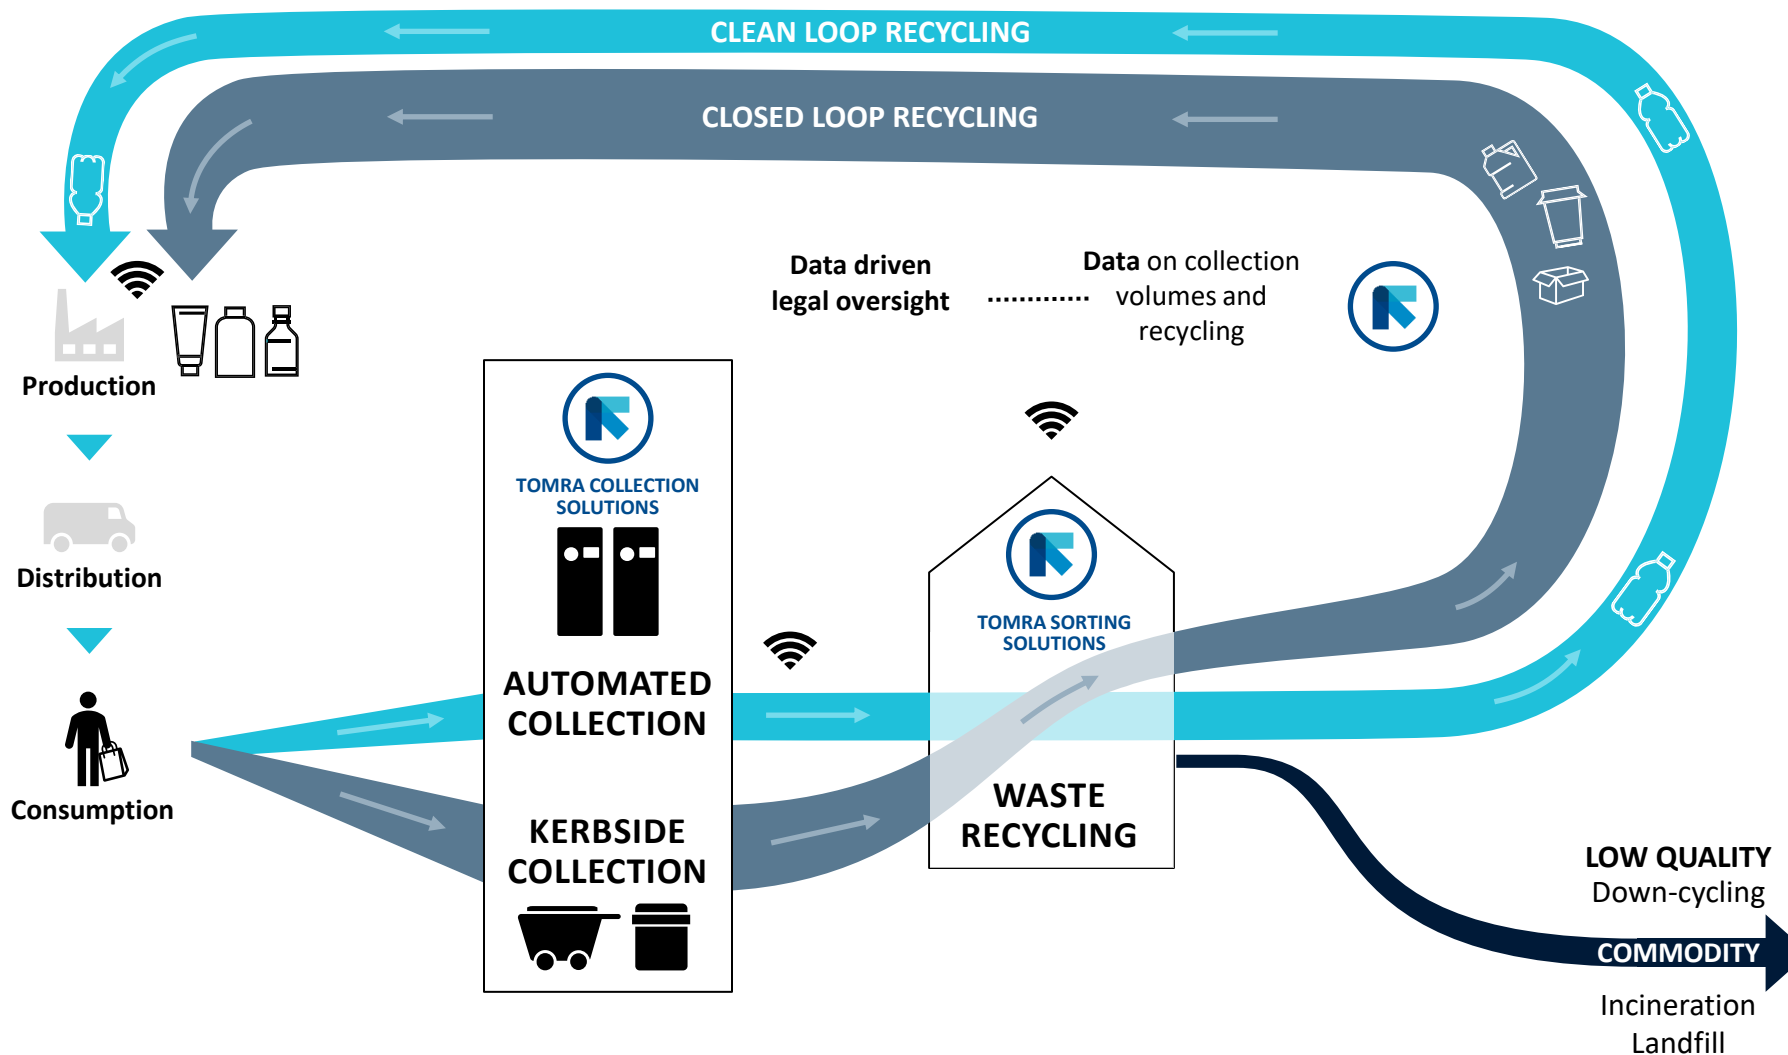 CLEAN LOOP RECYCLING
CLOSED LOOP RECYCLING
Data driven
legal oversight
Data on collection
volumes and
recycling
Production
Distribution
Consumption
TOMRA COLLECTION
SOLUTIONS
AUTOMATED
COLLECTION
KERBSIDE
COLLECTION
TOMRA SORTING
SOLUTIONS
WASTE
RECYCLING
LOW QUALITY
Down-cycling
COMMODITY
Incineration
Landfill